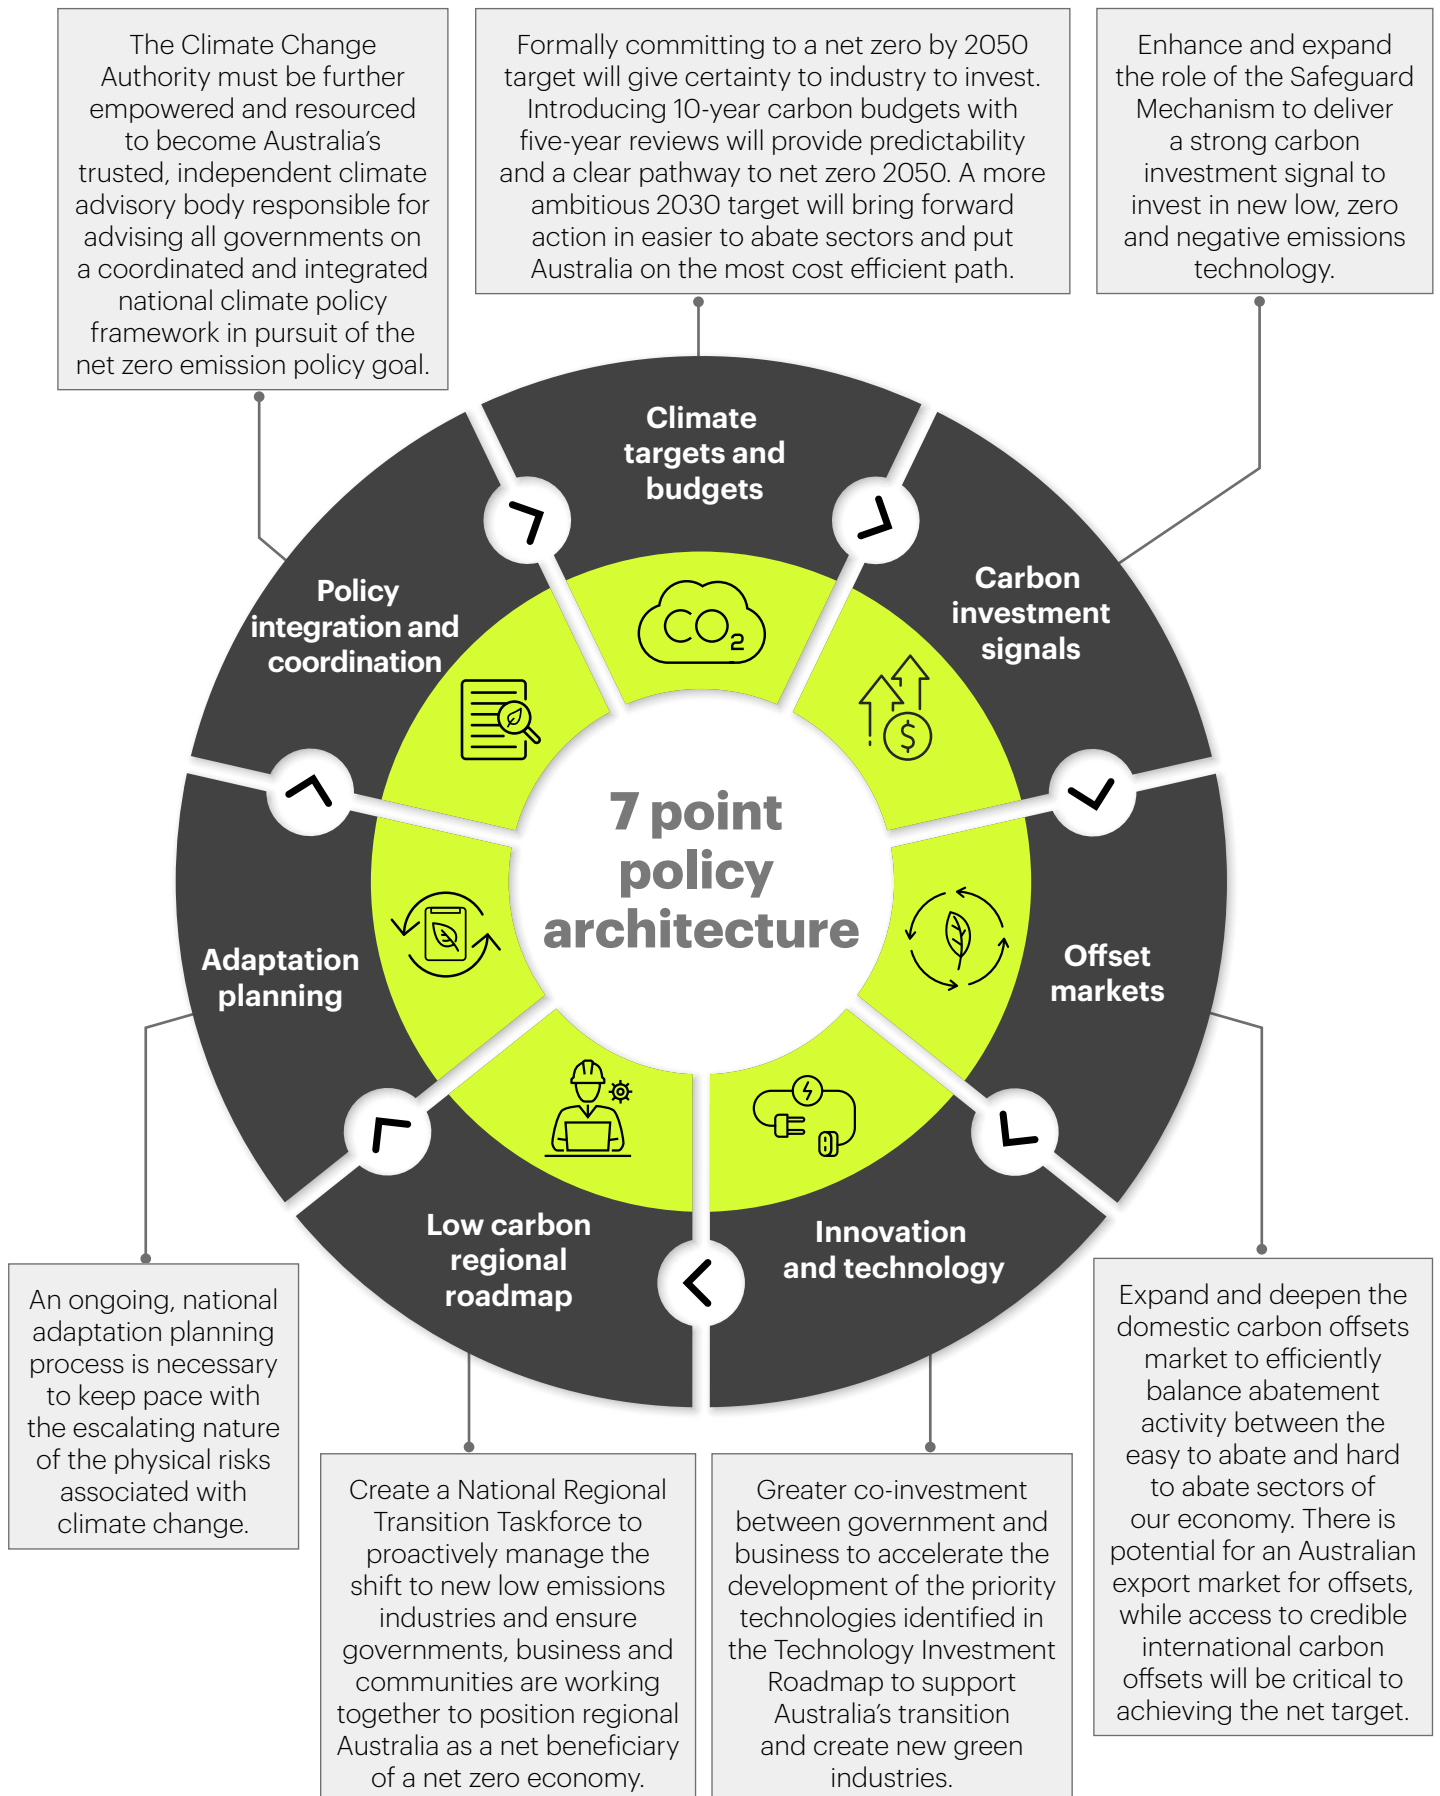 The Climate Change
Authority must be further
empowered and resourced
to become Australia’s
trusted, independent climate
advisory body responsible for
advising all governments on
a coordinated and integrated
national climate policy
framework in pursuit of the
net zero emission policy goal.
Formally committing to a net zero by 2050
target will give certainty to industry to invest.
Introducing 10-year carbon budgets with
five-year reviews will provide predictability
and a clear pathway to net zero 2050. A more
ambitious 2030 target will bring forward
action in easier to abate sectors and put
Australia on the most cost efficient path.
Enhance and expand
the role of the Safeguard
Mechanism to deliver
a strong carbon
investment signal to
invest in new low, zero
and negative emissions
technology.
Climate
targets and
budgets
Policy
integration and
coordination
Carbon
investment
signals
CO2
$
7 point
policy
architecture
Adaptation
planning
Offset
markets
Low carbon
regional
roadmap
Innovation
and technology
An ongoing, national
adaptation planning
process is necessary
to keep pace with
the escalating nature
of the physical risks
associated with
climate change.
Create a National Regional
Transition Taskforce to
proactively manage the
shift to new low emissions
industries and ensure
governments, business and
communities are working
together to position regional
Australia as a net beneficiary
of a net zero economy.
Greater co-investment
between government and
business to accelerate the
development of the priority
technologies identified in
the Technology Investment
Roadmap to support
Australia’s transition
and create new green
industries.
Expand and deepen the
domestic carbon offsets
market to efficiently
balance abatement
activity between the
easy to abate and hard
to abate sectors of
our economy. There is
potential for an Australian
export market for offsets,
while access to credible
international carbon
offsets will be critical to
achieving the net target.